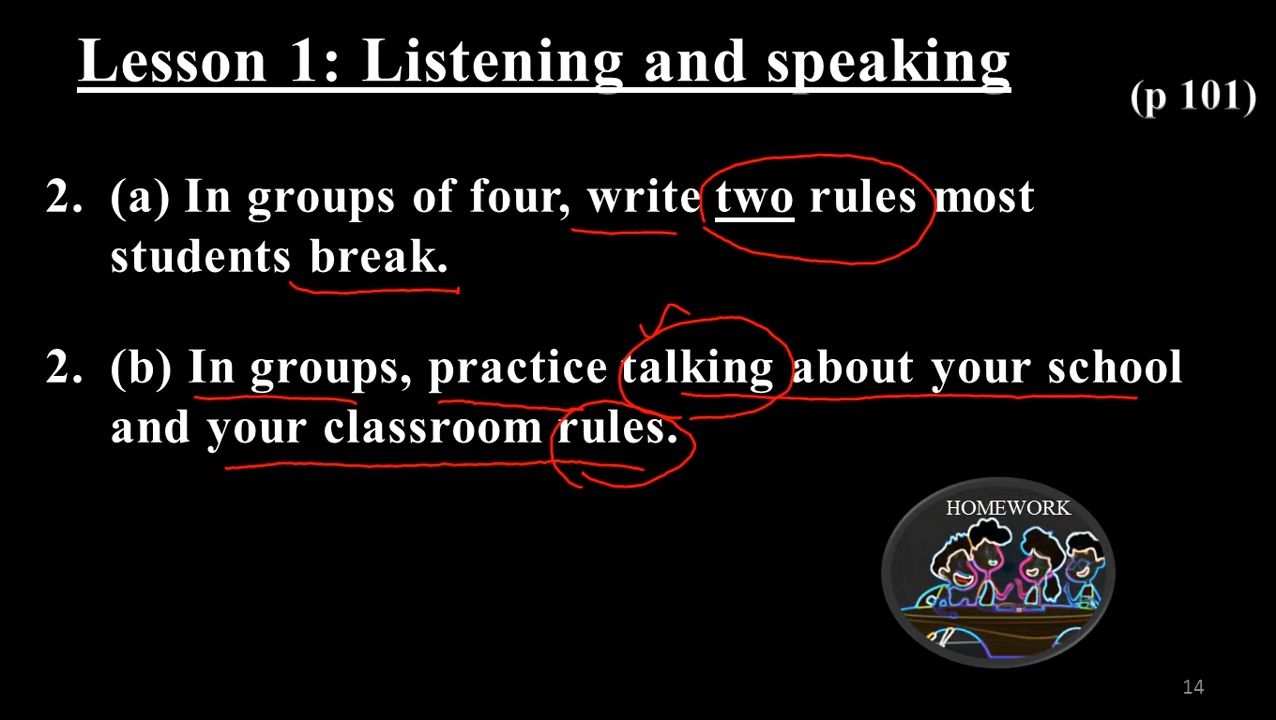 Lesson 1: Listening and speaking
(p 101)
2. (a) In groups of four, write two rules most
students break.
2. (b) In groups, practice talking about your school
and your classroom rules.
HOMEWORK
14